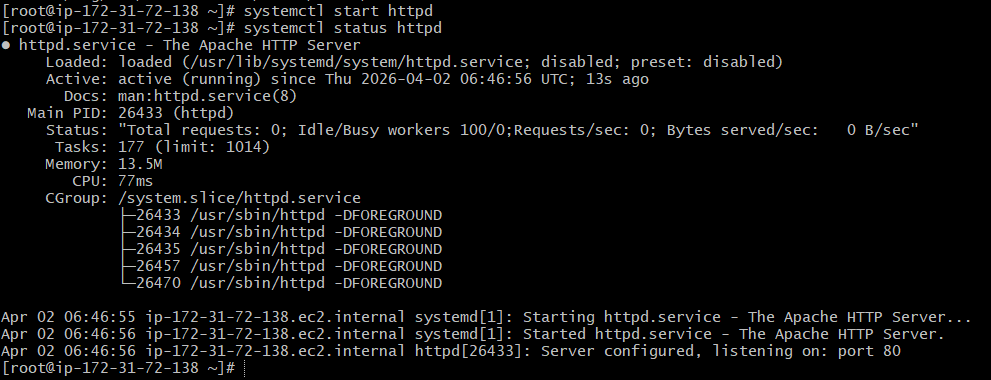 [root@ip-172-31-72-138 ~]# systemctl start httpd
[root@ip-172-31-72-138 ~]# systemctl status httpd
● httpd.service - The Apache HTTP Server
     Loaded: loaded (/usr/lib/systemd/system/httpd.service; disabled; preset: disabled)
     Active: active (running) since Thu 2026-04-02 06:46:56 UTC; 13s ago
       Docs: man:httpd.service(8)
   Main PID: 26433 (httpd)
     Status: "Total requests: 0; Idle/Busy workers 100/0;Requests/sec: 0; Bytes served/sec:   0 B/sec"
      Tasks: 177 (limit: 1014)
     Memory: 13.5M
        CPU: 77ms
     CGroup: /system.slice/httpd.service
             ├─26433 /usr/sbin/httpd -DFOREGROUND
             ├─26434 /usr/sbin/httpd -DFOREGROUND
             ├─26435 /usr/sbin/httpd -DFOREGROUND
             ├─26457 /usr/sbin/httpd -DFOREGROUND
             └─26470 /usr/sbin/httpd -DFOREGROUND

Apr 02 06:46:55 ip-172-31-72-138.ec2.internal systemd[1]: Starting httpd.service - The Apache HTTP Server...
Apr 02 06:46:56 ip-172-31-72-138.ec2.internal systemd[1]: Started httpd.service - The Apache HTTP Server.
Apr 02 06:46:56 ip-172-31-72-138.ec2.internal httpd[26433]: Server configured, listening on: port 80
[root@ip-172-31-72-138 ~]#